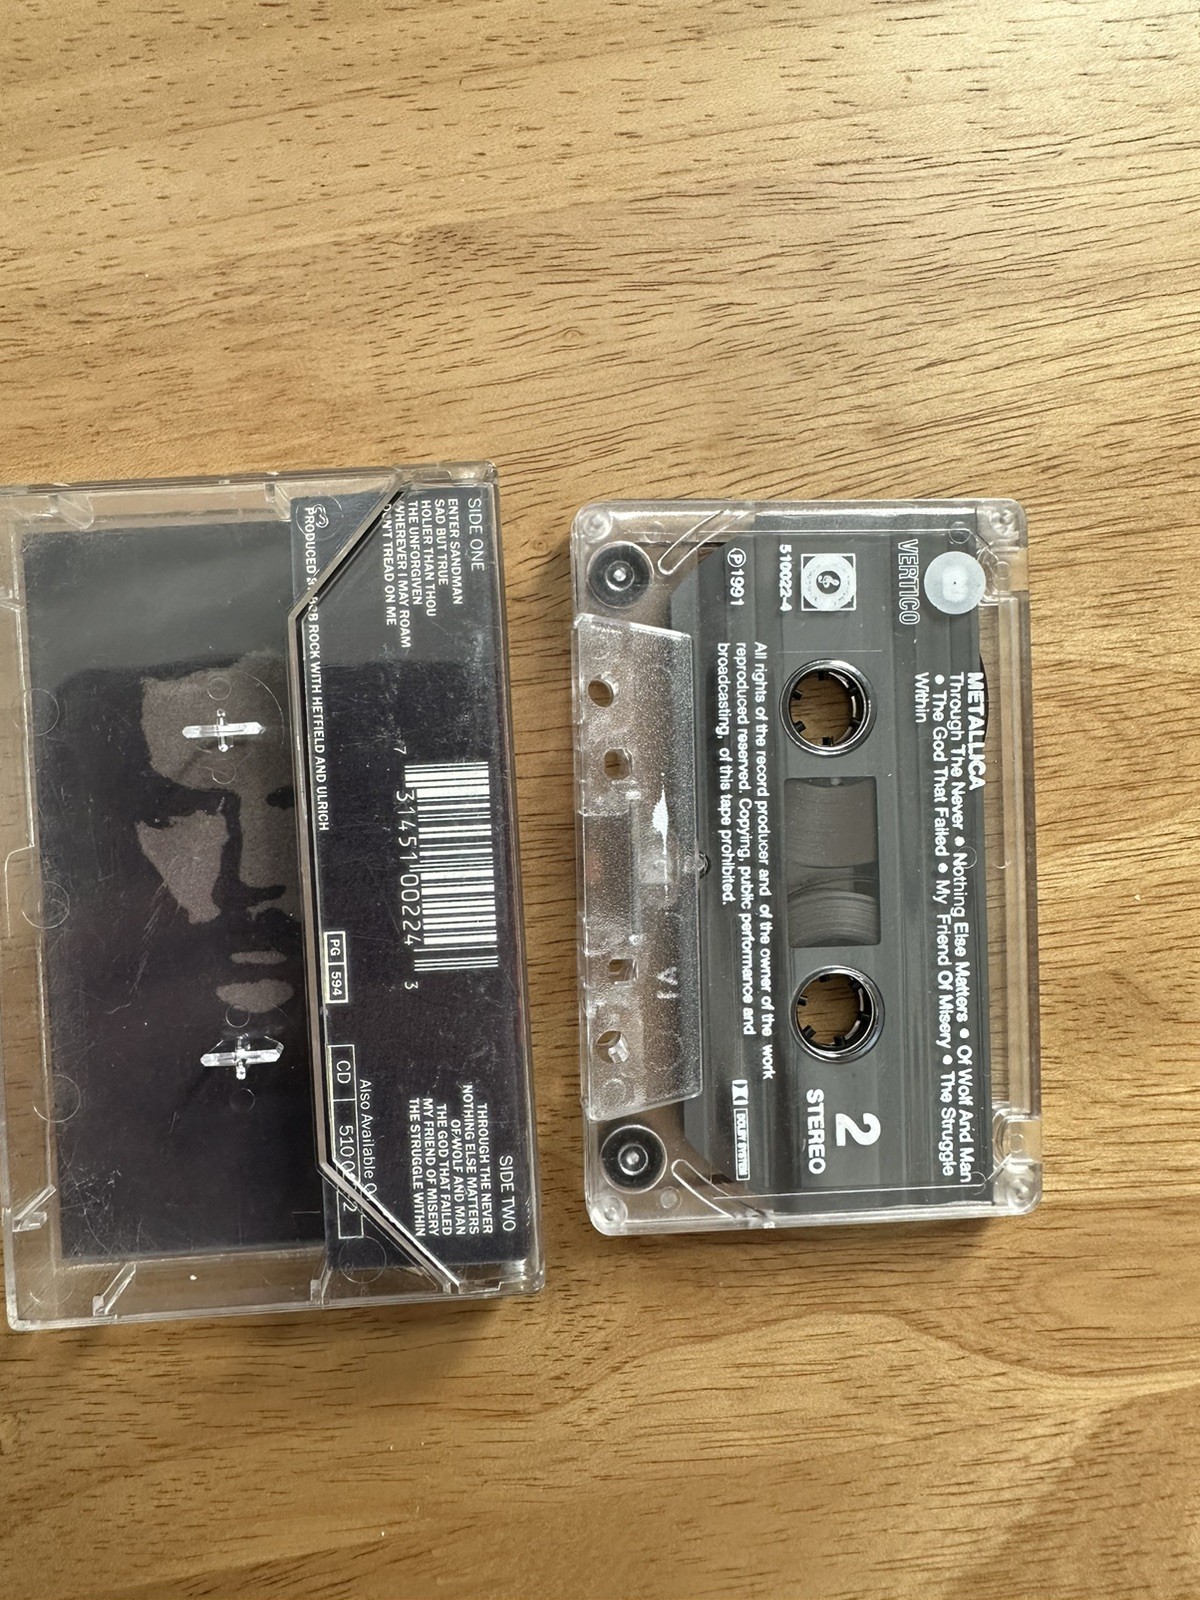 SIDE ONE
ENTER SANDMAN
SAD BUT TRUE
HOLIER THAN THOU
THE UNFORGIVEN
WHEREVER I MAY ROAM
DON'T TREAD ON ME
7 31451 00224 3
SIDE TWO
THROUGH THE NEVER
NOTHING ELSE MATTERS
OF WOLF AND MAN
THE GOD THAT FAILED
MY FRIEND OF MISERY
THE STRUGGLE WITHIN
PRODUCED BOB ROCK WITH HETFIELD AND ULRICH
PG 594
Also Available
CD 510
METALLICA
Through The Never ● Nothing Else Matters ● Of Wolf And Man
● The God That Failed ● My Friend Of Misery ● The Struggle
Within
VERTIGO
510022-4
℗1991
2
STEREO
All rights of the record producer and of the owner of the work
reproduced reserved. Copying, public performance and
broadcasting, of this tape prohibited.
DOLBY SYSTEM